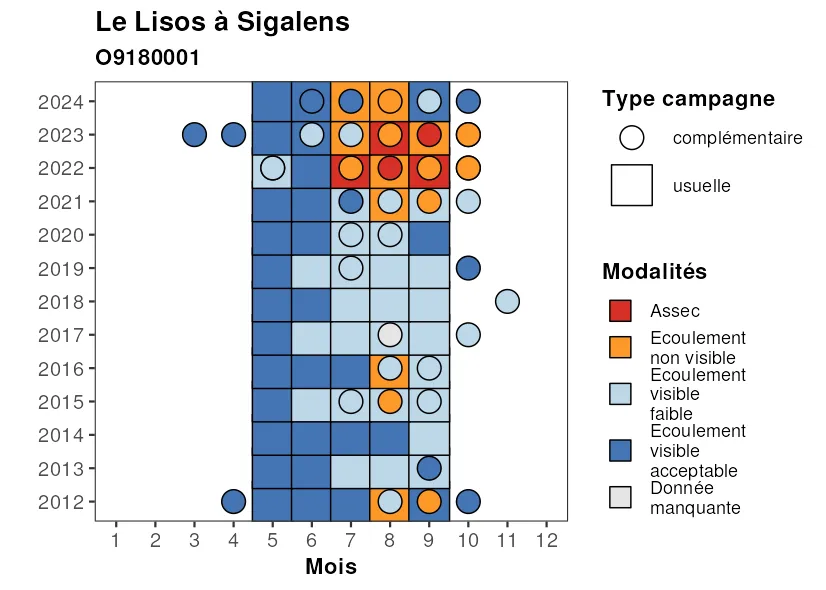 Le Lisos à Sigalens
O9180001
2024
2023
2022
2021
2020
2019
2018
2017
2016
2015
2014
2013
2012
1 2 3 4 5 6 7 8 9 10 11 12
Mois
Type campagne
complémentaire
usuelle
Modalités
Assec
Ecoulement
non visible
Ecoulement
visible
faible
Ecoulement
visible
acceptable
Donnée
manquante